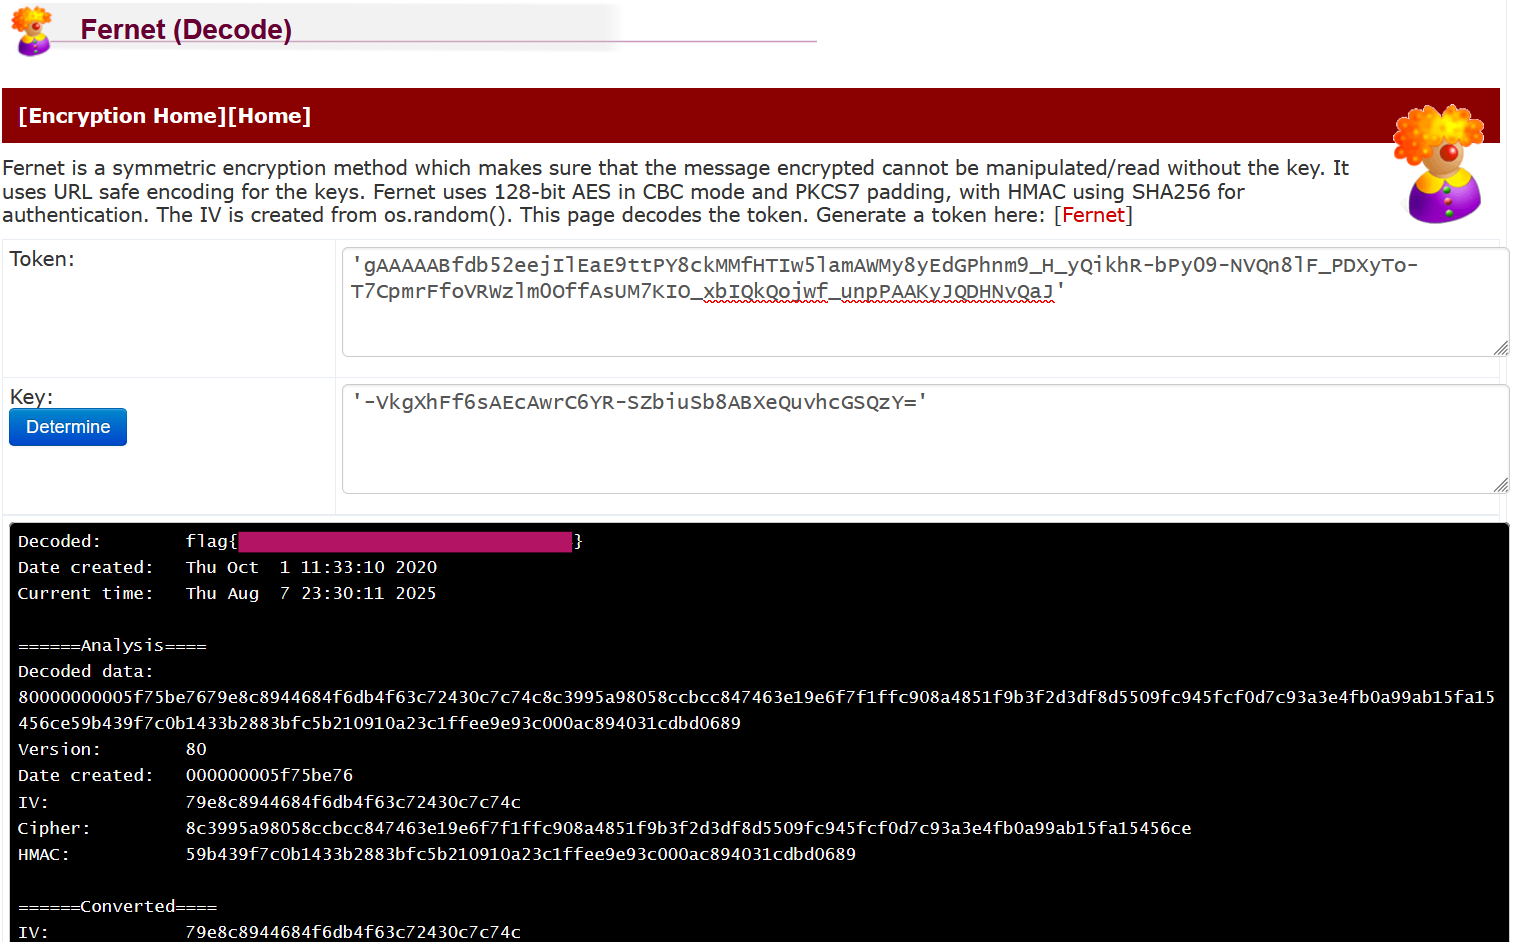 Fernet (Decode)
[Encryption Home][Home]
Fernet is a symmetric encryption method which makes sure that the message encrypted cannot be manipulated/read without the key. It
uses URL safe encoding for the keys. Fernet uses 128-bit AES in CBC mode and PKCS7 padding, with HMAC using SHA256 for
authentication. The IV is created from os.random(). This page decodes the token. Generate a token here: [Fernet]
Token:
'gAAAAABfdb52eejIlEaE9ttPY8ckMMfHTIw5lamAWMy8yEdGPhnm9_H_yQikhR-bPy09-NVQn8lF_PDXyTo-
T7CpmrFfoVRWzlm0OffAsUM7KIO_xbIQkQojwf_unpPAAKyJQDHNvQaJ'
Key:
'-VkgXhFf6sAEcAwrC6YR-SZbiuSb8ABXeQuvhcGSQzY='
Determine
Decoded: flag{ }
Date created: Thu Oct 1 11:33:10 2020
Current time: Thu Aug 7 23:30:11 2025
======Analysis====
Decoded data:
80000000005f75be7679e8c8944684f6db4f63c72430c7c74c8c3995a98058ccbcc847463e19e6f7f1ffc908a4851f9b3f2d3df8d5509fc945fcf0d7c93a3e4fb0a99ab15fa15
456ce59b439f7c0b1433b2883bfc5b210910a23c1ffee9e93c000ac894031cdbd0689
Version: 80
Date created: 000000005f75be76
IV: 79e8c8944684f6db4f63c72430c7c74c
Cipher: 8c3995a98058ccbcc847463e19e6f7f1ffc908a4851f9b3f2d3df8d5509fc945fcf0d7c93a3e4fb0a99ab15fa15456ce
HMAC: 59b439f7c0b1433b2883bfc5b210910a23c1ffee9e93c000ac894031cdbd0689
======Converted====
IV: 79e8c8944684f6db4f63c72430c7c74c